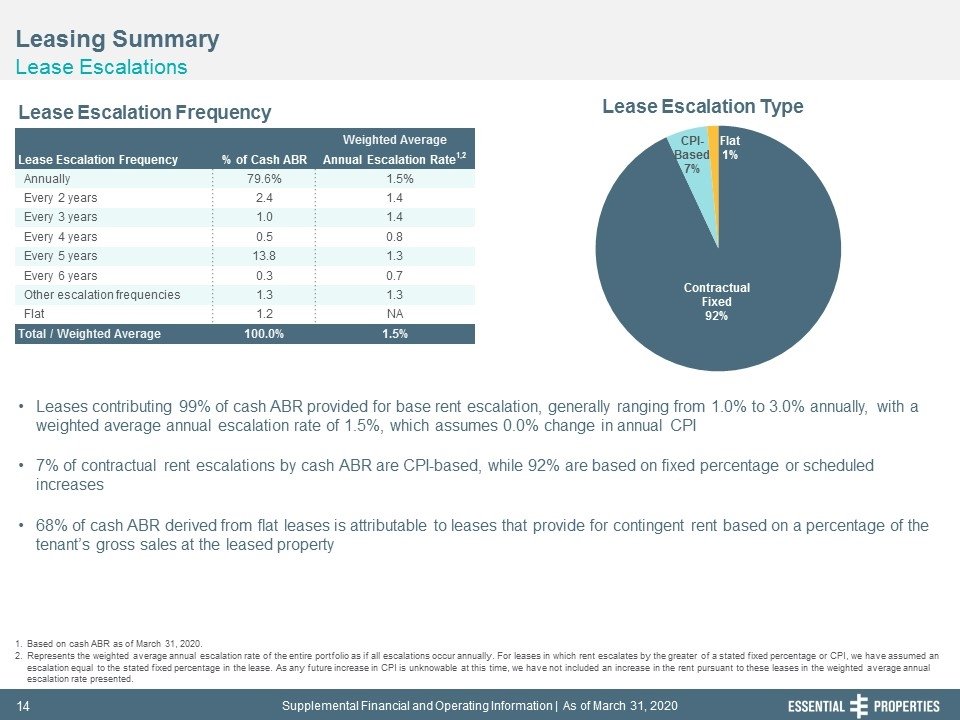 Leasing Summary
Lease Escalations
Lease Escalation Frequency
Weighted Average
Lease Escalation Frequency % of Cash ABR Annual Escalation Rate1,2
Annually 79.6% 1.5%
Every 2 years 2.4 1.4
Every 3 years 1.0 1.4
Every 4 years 0.5 0.8
Every 5 years 13.8 1.3
Every 6 years 0.3 0.7
Other escalation frequencies 1.3 1.3
Flat 1.2 NA
Total / Weighted Average 100.0% 1.5%
Lease Escalation Type
CPI-
Based
7%
Flat
1%
Contractual
Fixed
92%
• Leases contributing 99% of cash ABR provided for base rent escalation, generally ranging from 1.0% to 3.0% annually, with a
weighted average annual escalation rate of 1.5%, which assumes 0.0% change in annual CPI
• 7% of contractual rent escalations by cash ABR are CPI-based, while 92% are based on fixed percentage or scheduled
increases
• 68% of cash ABR derived from flat leases is attributable to leases that provide for contingent rent based on a percentage of the
tenant's gross sales at the leased property
1. Based on cash ABR as of March 31, 2020.
2. Represents the weighted average annual escalation rate of the entire portfolio as if all escalations occur annually. For leases in which rent escalates by the greater of a stated fixed percentage or CPI, we have assumed an
escalation equal to the stated fixed percentage in the lease. As any future increase in CPI is unknowable at this time, we have not included an increase in the rent pursuant to these leases in the weighted average annual
escalation rate presented.
14
Supplemental Financial and Operating Information | As of March 31, 2020
ESSENTIAL PROPERTIES